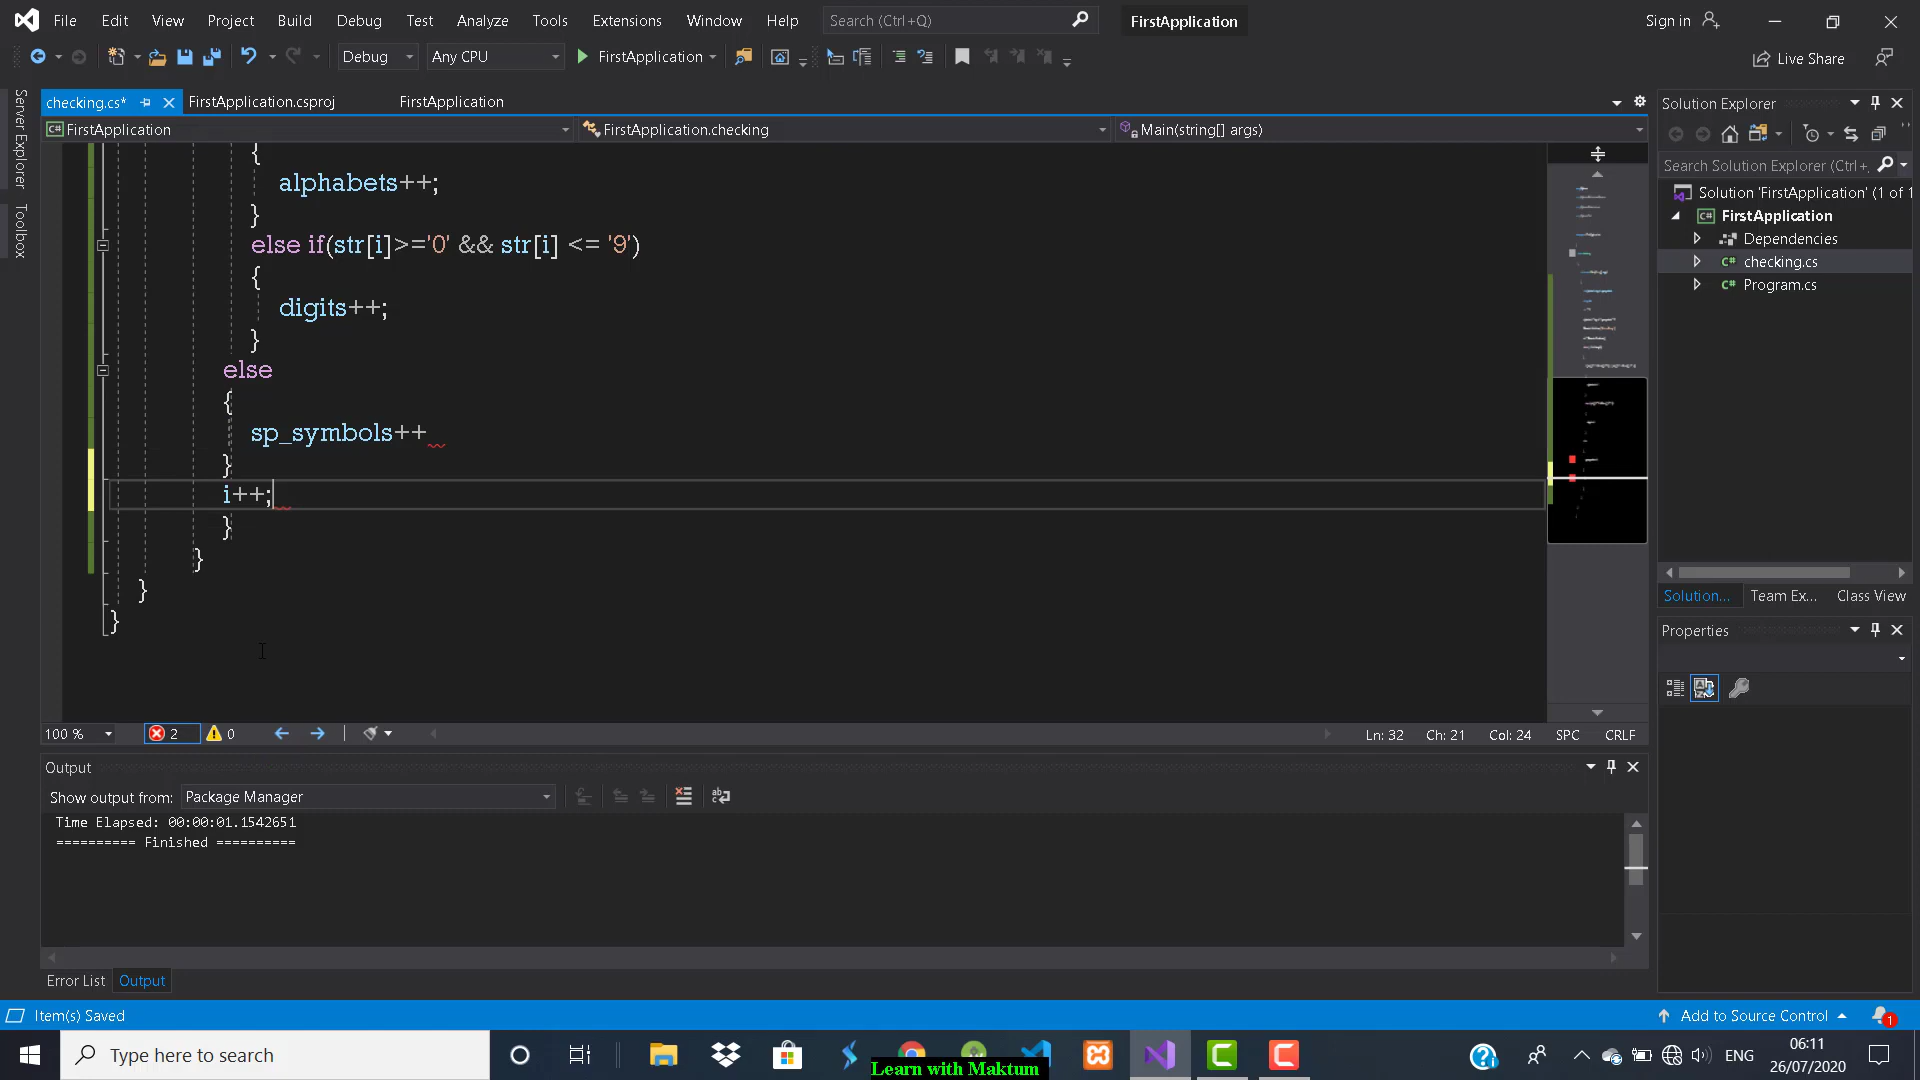 File Edit View Project Build Debug Test Analyze Tools Extensions Window Help Search (Ctrl+Q) FirstApplication Sign in
Debug Any CPU FirstApplication Live Share
Server Explorer
Toolbox
checking.cs* FirstApplication.csproj FirstApplication
FirstApplication FirstApplication.checking Main(string[] args)
{
alphabets++;
}
else if(str[i]>='0' && str[i] <= '9')
{
digits++;
}
else
{
sp_symbols++
}
i++;
}
}
}
}
100 % 2 0 Ln: 32 Ch: 21 Col: 24 SPC CRLF
Output
Show output from: Package Manager
Time Elapsed: 00:00:01.1542651
========== Finished ==========
Error List Output
Solution Explorer
Search Solution Explorer (Ctrl+
Solution 'FirstApplication' (1 of 1
FirstApplication
Dependencies
C# checking.cs
C# Program.cs
Solution... Team Ex... Class View
Properties
Item(s) Saved Add to Source Control 1
Type here to search
Learn with Maktum
ENG
06:11
26/07/2020